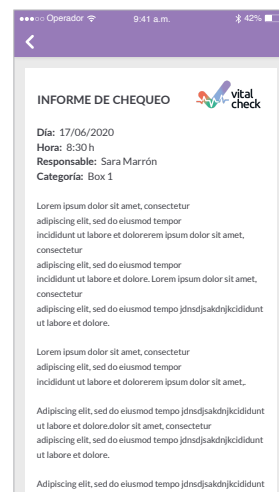 Operador 9:41 a.m. 42%
INFORME DE CHEQUEO
vital
check
Día: 17/06/2020
Hora: 8:30 h
Responsable: Sara Marrón
Categoría: Box 1
Lorem ipsum dolor sit amet, consectetur
adipiscing elit, sed do eiusmod tempor
incididunt ut labore et dolorerem ipsum dolor sit amet,
consectetur
adipiscing elit, sed do eiusmod tempor
incididunt ut labore et dolore. Lorem ipsum dolor sit amet,
consectetur
adipiscing elit, sed do eiusmod tempo jdnsdjsakdnjkcididunt
ut labore et dolore.
Lorem ipsum dolor sit amet, consectetur
adipiscing elit, sed do eiusmod tempor
incididunt ut labore et dolorerem ipsum dolor sit amet,.
Adipiscing elit, sed do eiusmod tempo jdnsdjsakdnjkcididunt
ut labore et dolore.dolor sit amet, consectetur
adipiscing elit, sed do eiusmod tempo jdnsdjsakdnjkcididunt
ut labore et dolore.
Adipiscing elit, sed do eiusmod tempo jdnsdjsakdnjkcididunt